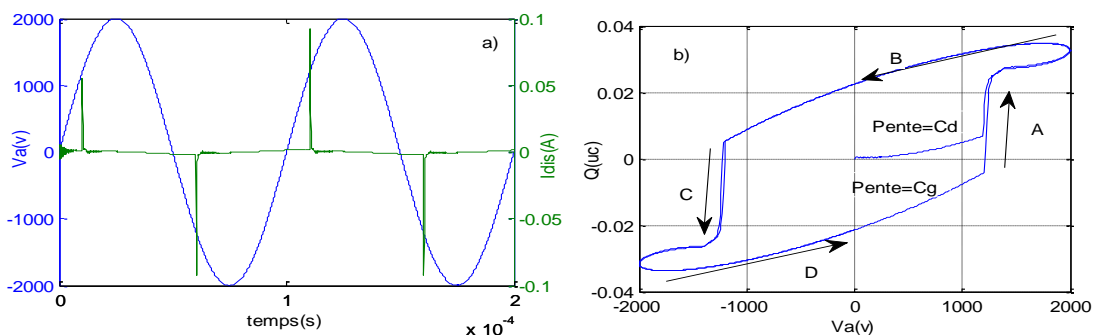 2000
1000
0
-1000
-2000
Va(v)
0.1
0.05
0
-0.05
-0.1
Idis(A)
a)
0
1
2
temps(s)
x 10^-4
0.04
0.02
0
-0.02
-0.04
Q(uc)
b)
B
A
Pente=Cd
Pente=Cg
C
D
-2000
-1000
0
1000
2000
Va(v)